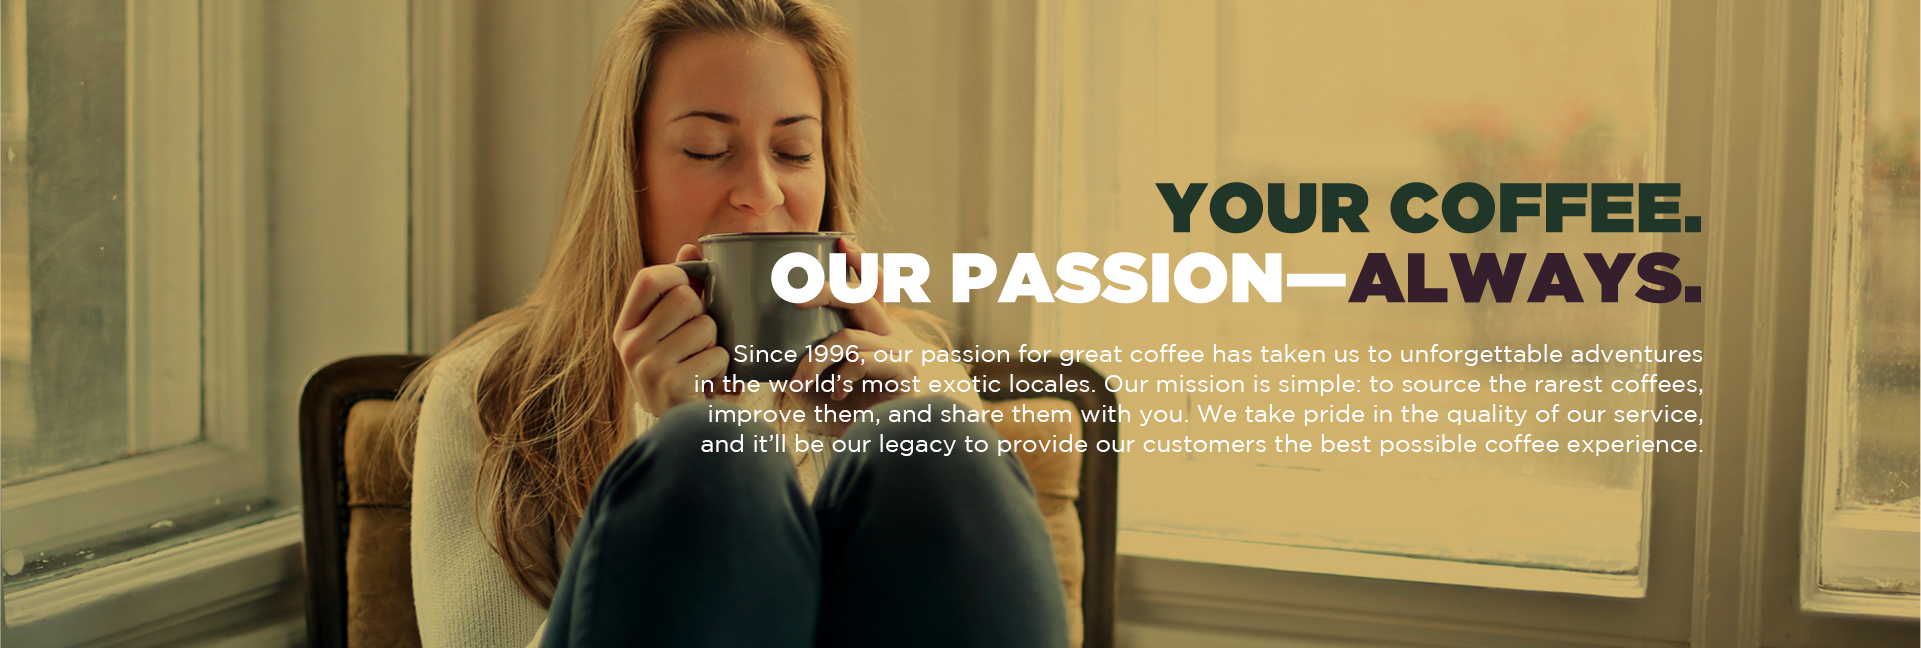 YOUR COFFEE.
OUR PASSION—ALWAYS.
Since 1996, our passion for great coffee has taken us to unforgettable adventures
in the world’s most exotic locales. Our mission is simple: to source the rarest coffees,
improve them, and share them with you. We take pride in the quality of our service,
and it’ll be our legacy to provide our customers the best possible coffee experience.